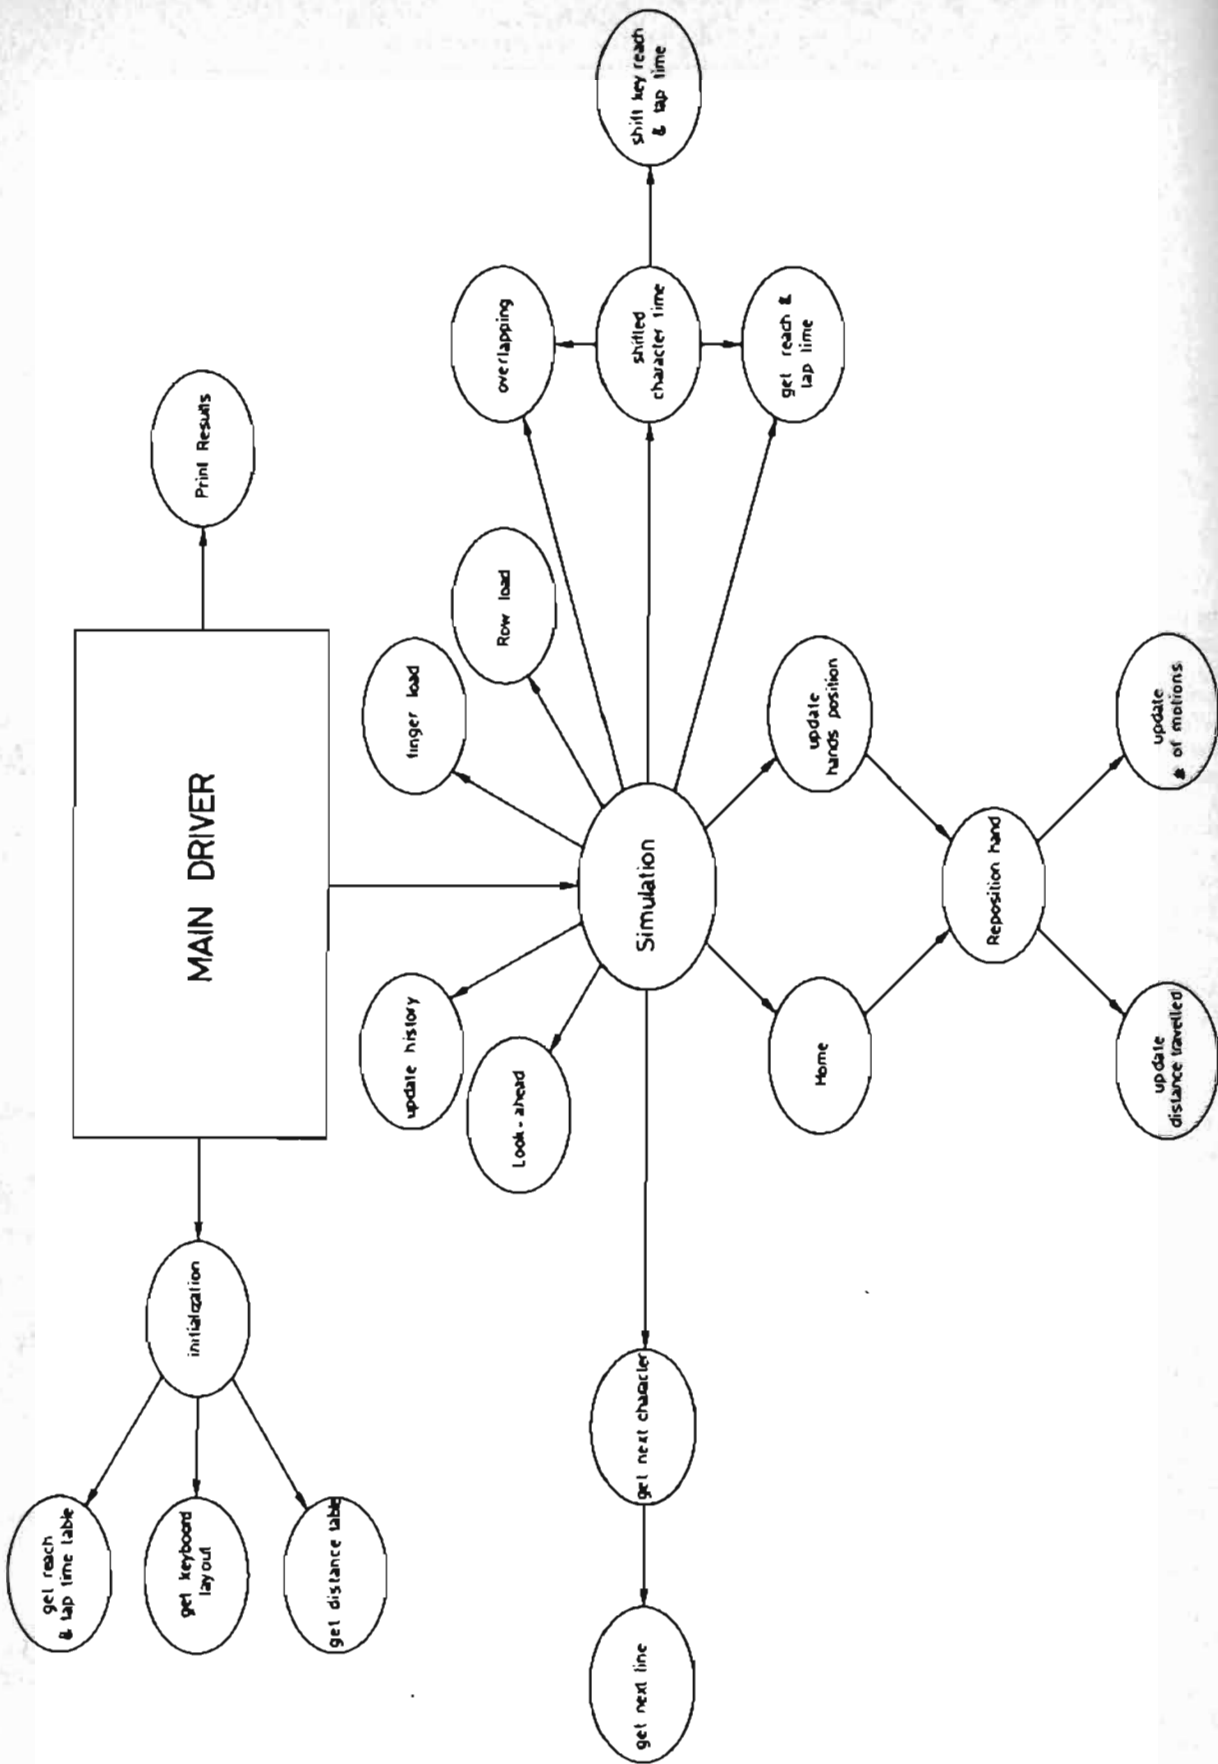 MAIN DRIVER
initialization
Print Results
get reach
& tap time table
get keyboard
layout
get distance table
update history
finger load
Look-ahead
Row load
overlapping
Simulation
get next line
get next character
shifted
character time
shift key reach
& tap time
get reach &
tap time
Home
update
hands position
Reposition hand
update
distance travelled
update
# of motions